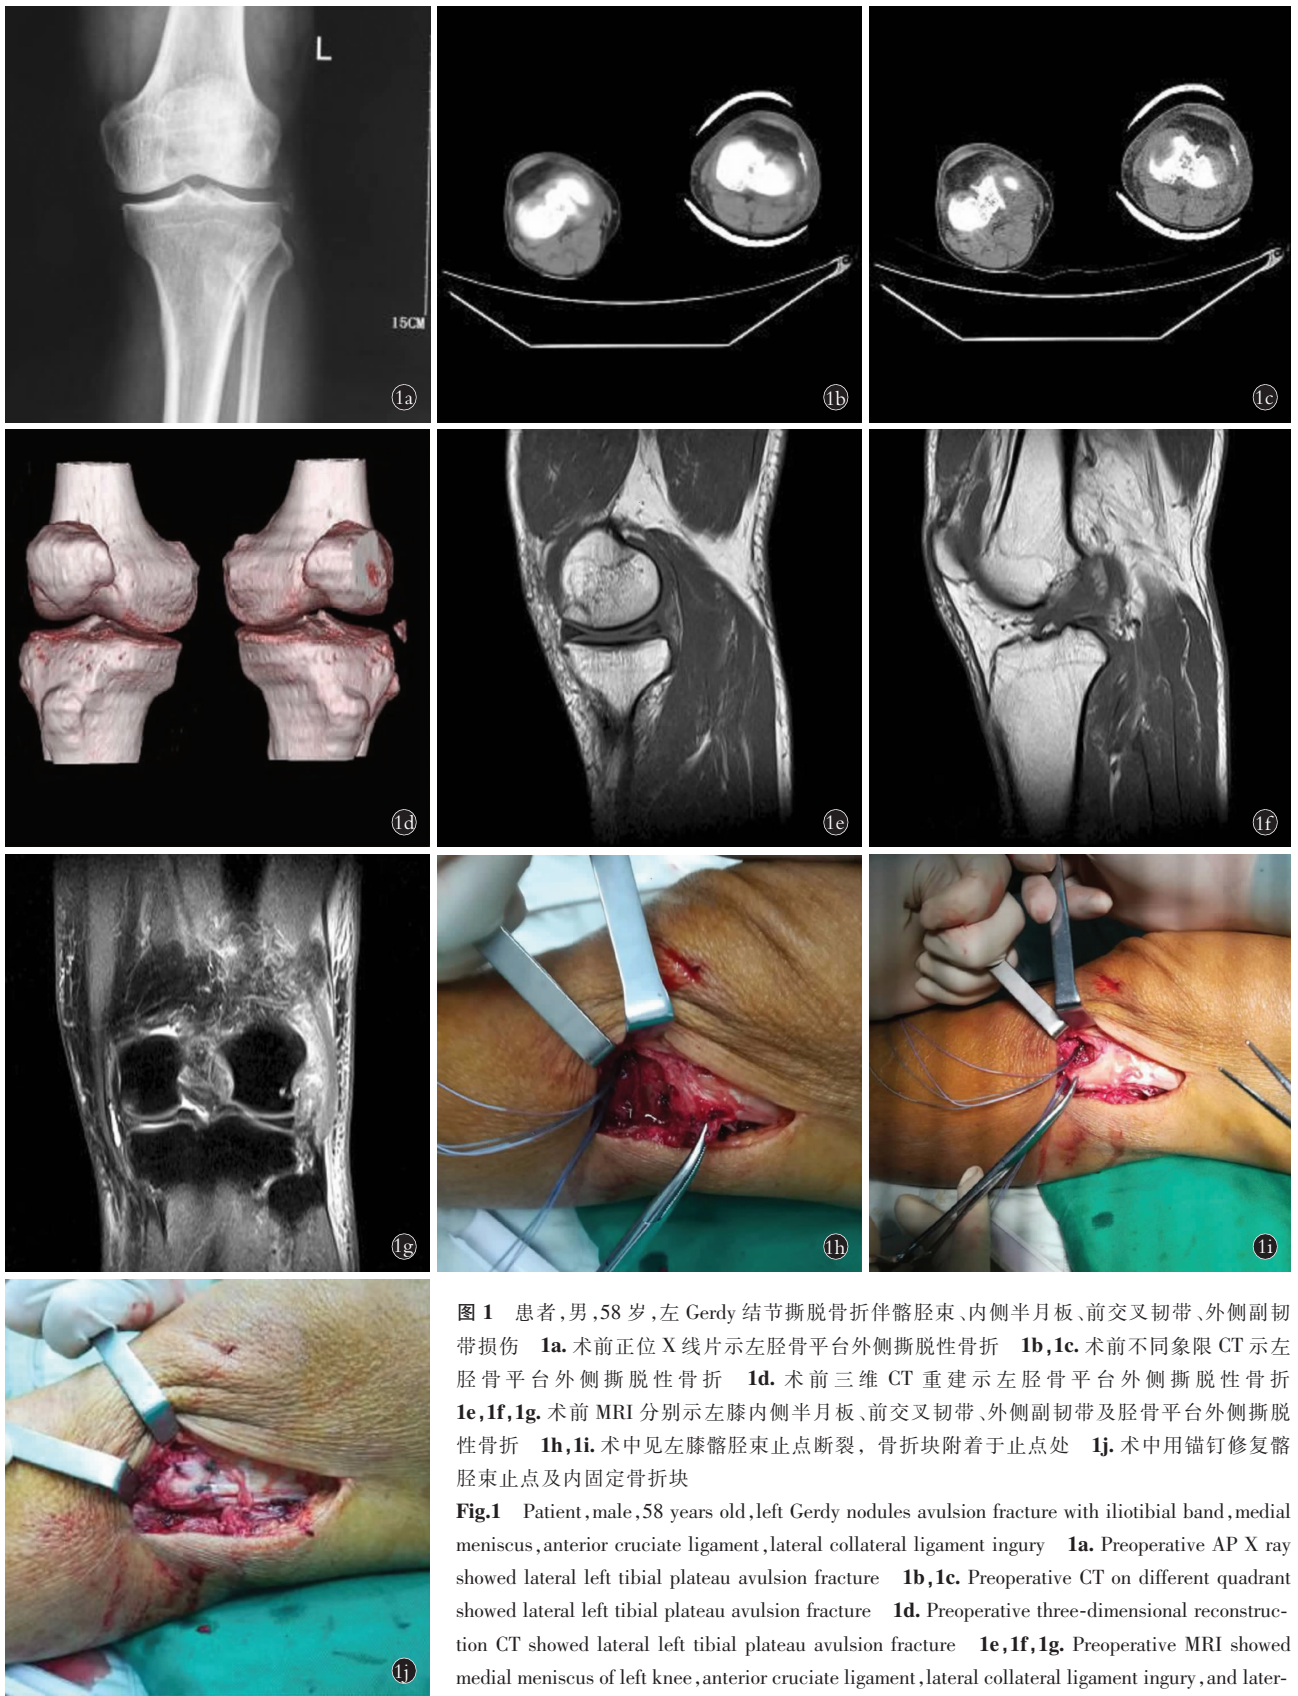 L
15CM
1a
1b
1c
1d
1e
1f
1g
1h
1i
1j
图 1 患者,男,58 岁,左 Gerdy 结节撕脱骨折伴髂胫束、内侧半月板、前交叉韧带、外侧副韧
带损伤 1a. 术前正位 X 线片示左胫骨平台外侧撕脱性骨折 1b,1c. 术前不同象限 CT 示左
胫骨平台外侧撕脱性骨折 1d. 术前三维 CT 重建示左胫骨平台外侧撕脱性骨折
1e,1f,1g. 术前 MRI 分别示左膝内侧半月板、前交叉韧带、外侧副韧带及胫骨平台外侧撕脱
性骨折 1h,1i. 术中见左膝髂胫束止点断裂，骨折块附着于止点处 1j. 术中用锚钉修复髂
胫束止点及内固定骨折块
Fig.1 Patient,male,58 years old,left Gerdy nodules avulsion fracture with iliotibial band,medial
meniscus,anterior cruciate ligament,lateral collateral ligament ingury 1a. Preoperative AP X ray
showed lateral left tibial plateau avulsion fracture 1b,1c. Preoperative CT on different quadrant
showed lateral left tibial plateau avulsion fracture 1d. Preoperative three-dimensional reconstruc-
tion CT showed lateral left tibial plateau avulsion fracture 1e,1f,1g. Preoperative MRI showed
medial meniscus of left knee,anterior cruciate ligament,lateral collateral ligament ingury,and later-